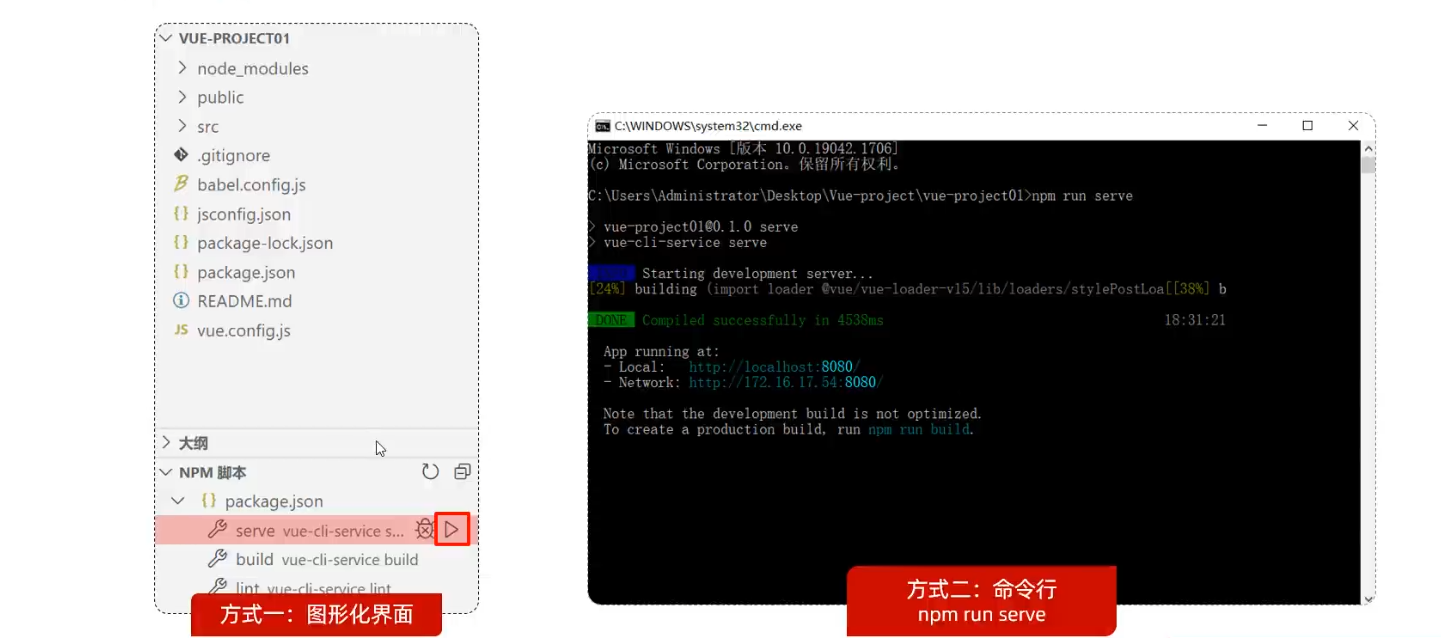 VUE-PROJECT01
node_modules
public
src
.gitignore
babel.config.js
jsconfig.json
package-lock.json
package.json
README.md
JS vue.config.js
大纲
NPM 脚本
package.json
serve vue-cli-service s...
build vue-cli-service build
lint vue-cli-service lint
方式一：图形化界面
C:\WINDOWS\system32\cmd.exe
Microsoft Windows [版本 10.0.19042.1706]
(c) Microsoft Corporation。保留所有权利。
C:\Users\Administrator\Desktop\Vue-project\vue-project01>npm run serve
> vue-project01@0.1.0 serve
> vue-cli-service serve
Starting development server...
[24%] building (import loader @vue/vue-loader-v15/lib/loaders/stylePostLoa[[38%] b
DONE Compiled successfully in 4538ms 18:31:21
App running at:
- Local: http://localhost:8080/
- Network: http://172.16.17.54:8080/
Note that the development build is not optimized.
To create a production build, run npm run build.
方式二：命令行
npm run serve